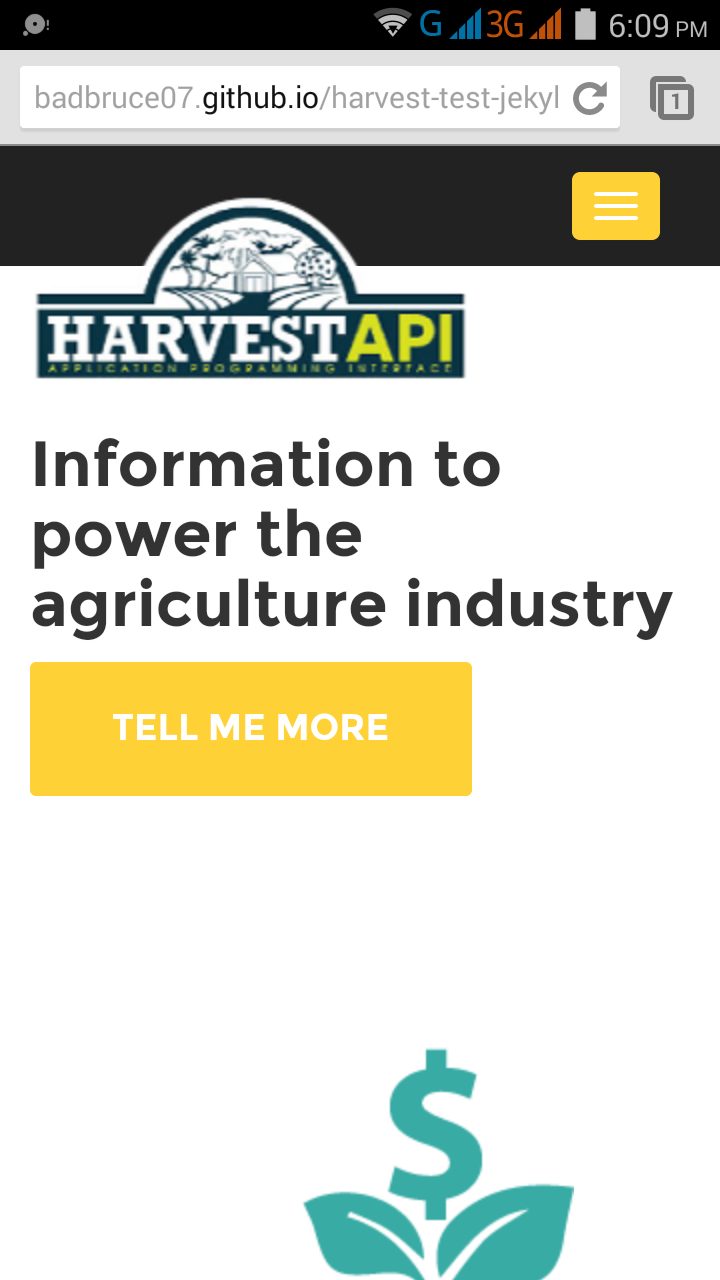 G 3G 6:09 PM
badbruce07.github.io/harvest-test-jekyl
1
HARVESTAPI
APPLICATION PROGRAMMING INTERFACE
Information to
power the
agriculture industry
TELL ME MORE
$